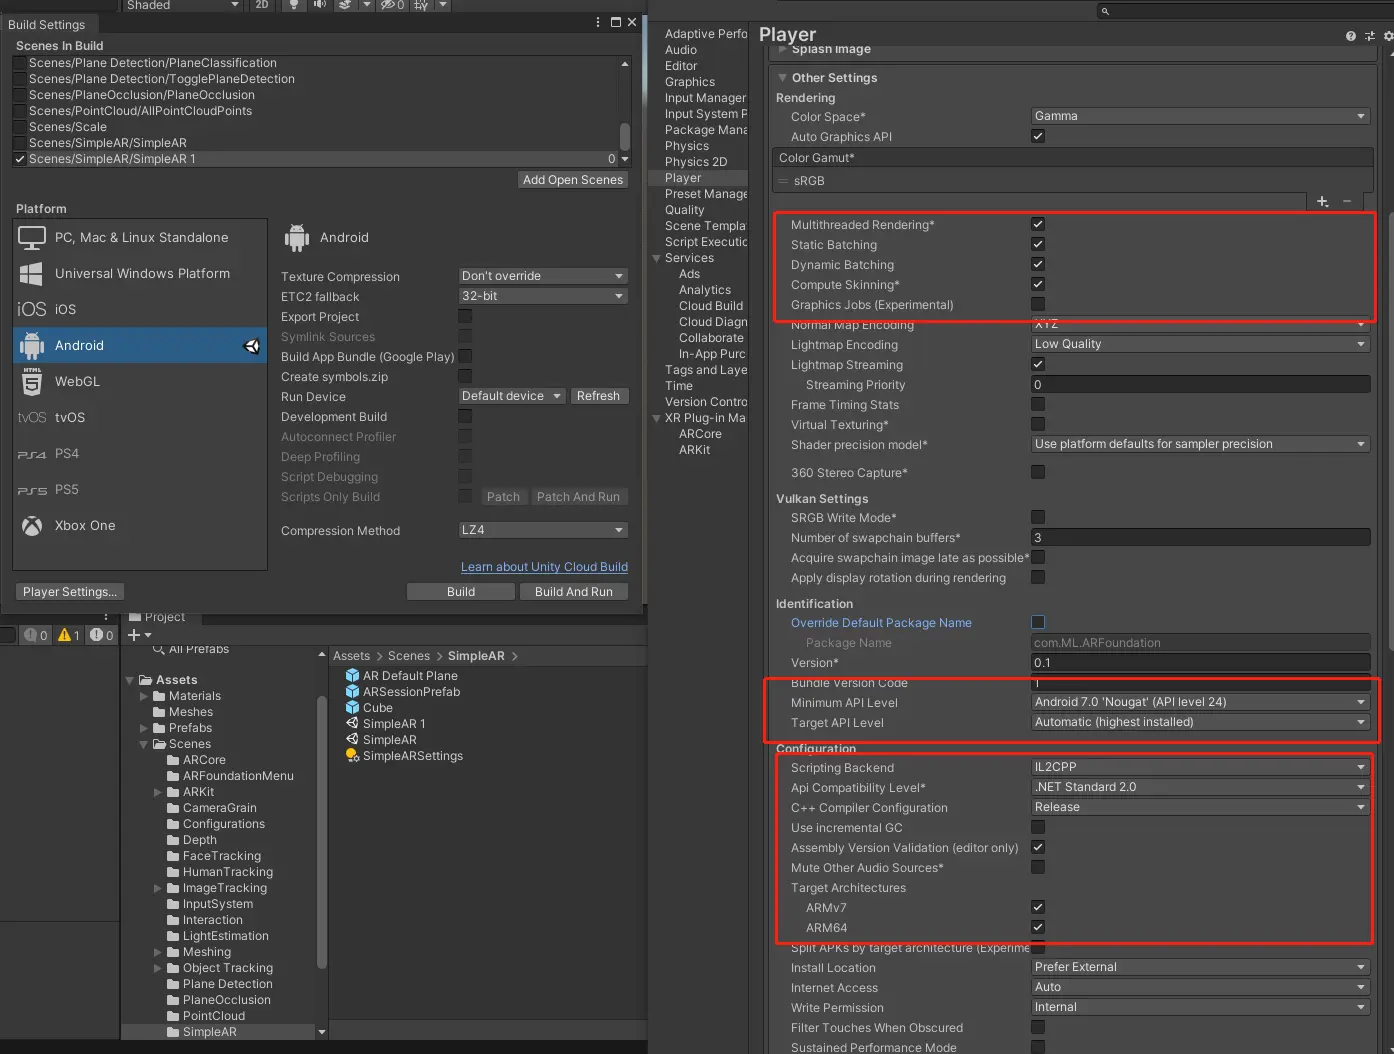 Shaded
2D
0
Build Settings
Scenes In Build
Scenes/Plane Detection/PlaneClassification
Scenes/Plane Detection/TogglePlaneDetection
Scenes/PlaneOcclusion/PlaneOcclusion
Scenes/PointCloud/AllPointCloudPoints
Scenes/Scale
Scenes/SimpleAR/SimpleAR
Scenes/SimpleAR/SimpleAR 1 0
Add Open Scenes
Platform
PC, Mac & Linux Standalone
Universal Windows Platform
iOS iOS
Android
HTML 5 WebGL
tvOS tvOS
PS4 PS4
PS5 PS5
Xbox One
Android
Texture Compression Don't override
ETC2 fallback 32-bit
Export Project
Symlink Sources
Build App Bundle (Google Play)
Create symbols.zip
Run Device Default device Refresh
Development Build
Autoconnect Profiler
Deep Profiling
Script Debugging
Scripts Only Build Patch Patch And Run
Compression Method LZ4
Learn about Unity Cloud Build
Player Settings... Build Build And Run
0 1 0
Project
All Prefabs
Assets
Materials
Meshes
Prefabs
Scenes
ARCore
ARFoundationMenu
ARKit
CameraGrain
Configurations
Depth
FaceTracking
HumanTracking
ImageTracking
InputSystem
Interaction
LightEstimation
Meshing
Object Tracking
Plane Detection
PlaneOcclusion
PointCloud
SimpleAR
Assets > Scenes > SimpleAR >
AR Default Plane
ARSessionPrefab
Cube
SimpleAR 1
SimpleAR
SimpleARSettings
Adaptive Perfo
Audio
Editor
Graphics
Input Manager
Input System P
Package Mana
Physics
Physics 2D
Player
Preset Manage
Quality
Scene Templa
Script Executio
Services
Ads
Analytics
Cloud Build
Cloud Diagn
Collaborate
In-App Purc
Tags and Laye
Time
Version Contro
XR Plug-in Ma
ARCore
ARKit
Player
Splash Image
Other Settings
Rendering
Color Space* Gamma
Auto Graphics API
Color Gamut*
sRGB
Multithreaded Rendering*
Static Batching
Dynamic Batching
Compute Skinning*
Graphics Jobs (Experimental)
Normal Map Encoding XYZ
Lightmap Encoding Low Quality
Lightmap Streaming
Streaming Priority 0
Frame Timing Stats
Virtual Texturing*
Shader precision model* Use platform defaults for sampler precision
360 Stereo Capture*
Vulkan Settings
SRGB Write Mode*
Number of swapchain buffers* 3
Acquire swapchain image late as possible*
Apply display rotation during rendering
Identification
Override Default Package Name
Package Name com.ML.ARFoundation
Version* 0.1
Bundle Version Code 1
Minimum API Level Android 7.0 'Nougat' (API level 24)
Target API Level Automatic (highest installed)
Configuration
Scripting Backend IL2CPP
Api Compatibility Level* .NET Standard 2.0
C++ Compiler Configuration Release
Use incremental GC
Assembly Version Validation (editor only)
Mute Other Audio Sources*
Target Architectures
ARMv7
ARM64
Split APKs by target architecture (Experime
Install Location Prefer External
Internet Access Auto
Write Permission Internal
Filter Touches When Obscured
Sustained Performance Mode